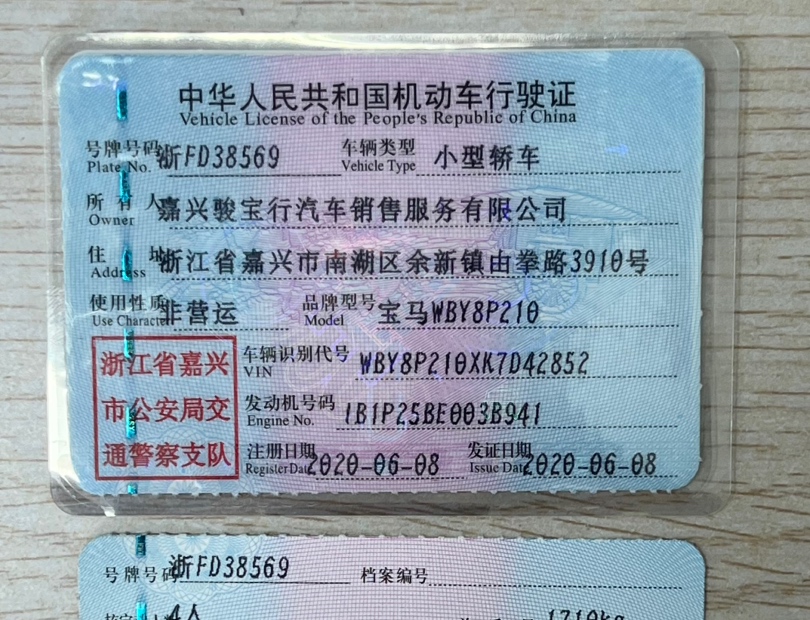 中华人民共和国机动车行驶证
Vehicle License of the People's Republic of China
号牌号码 浙FD38569 车辆类型 小型轿车
Plate No. Vehicle Type
所有人 嘉兴骏宝行汽车销售服务有限公司
Owner
住址 浙江省嘉兴市南湖区余新镇由拳路3910号
Address
使用性质 非营运 品牌型号 宝马WBY8P210
Use Character Model
浙江省嘉兴 车辆识别代号 WBY8P210XK7D42852
VIN
市公安局交 发动机号码 1B1P25BE003B941
Engine No.
通警察支队 注册日期 2020-06-08 发证日期 2020-06-08
Register Date Issue Date
号牌号码 浙FD38569 档案编号
4人 1710kg